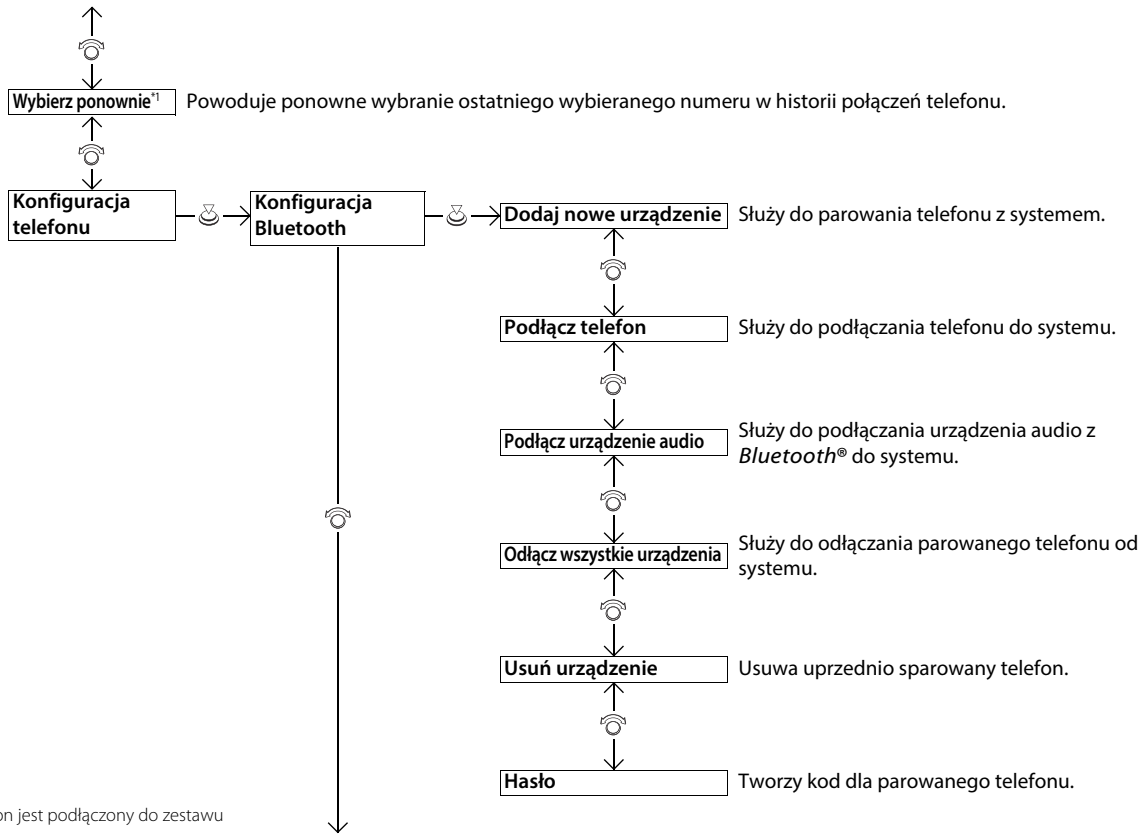 Wybierz ponownie*1 Powoduje ponowne wybranie ostatniego wybieranego numeru w historii połączeń telefonu.
Konfiguracja
telefonu
Konfiguracja
Bluetooth
Dodaj nowe urządzenie Służy do parowania telefonu z systemem.
Podłącz telefon Służy do podłączania telefonu do systemu.
Podłącz urządzenie audio
Służy do podłączania urządzenia audio z
Bluetooth® do systemu.
Odłącz wszystkie urządzenia
Służy do odłączania parowanego telefonu od
systemu.
Usuń urządzenie Usuwa uprzednio sparowany telefon.
Hasło Tworzy kod dla parowanego telefonu.
jest podłączony do zestawu